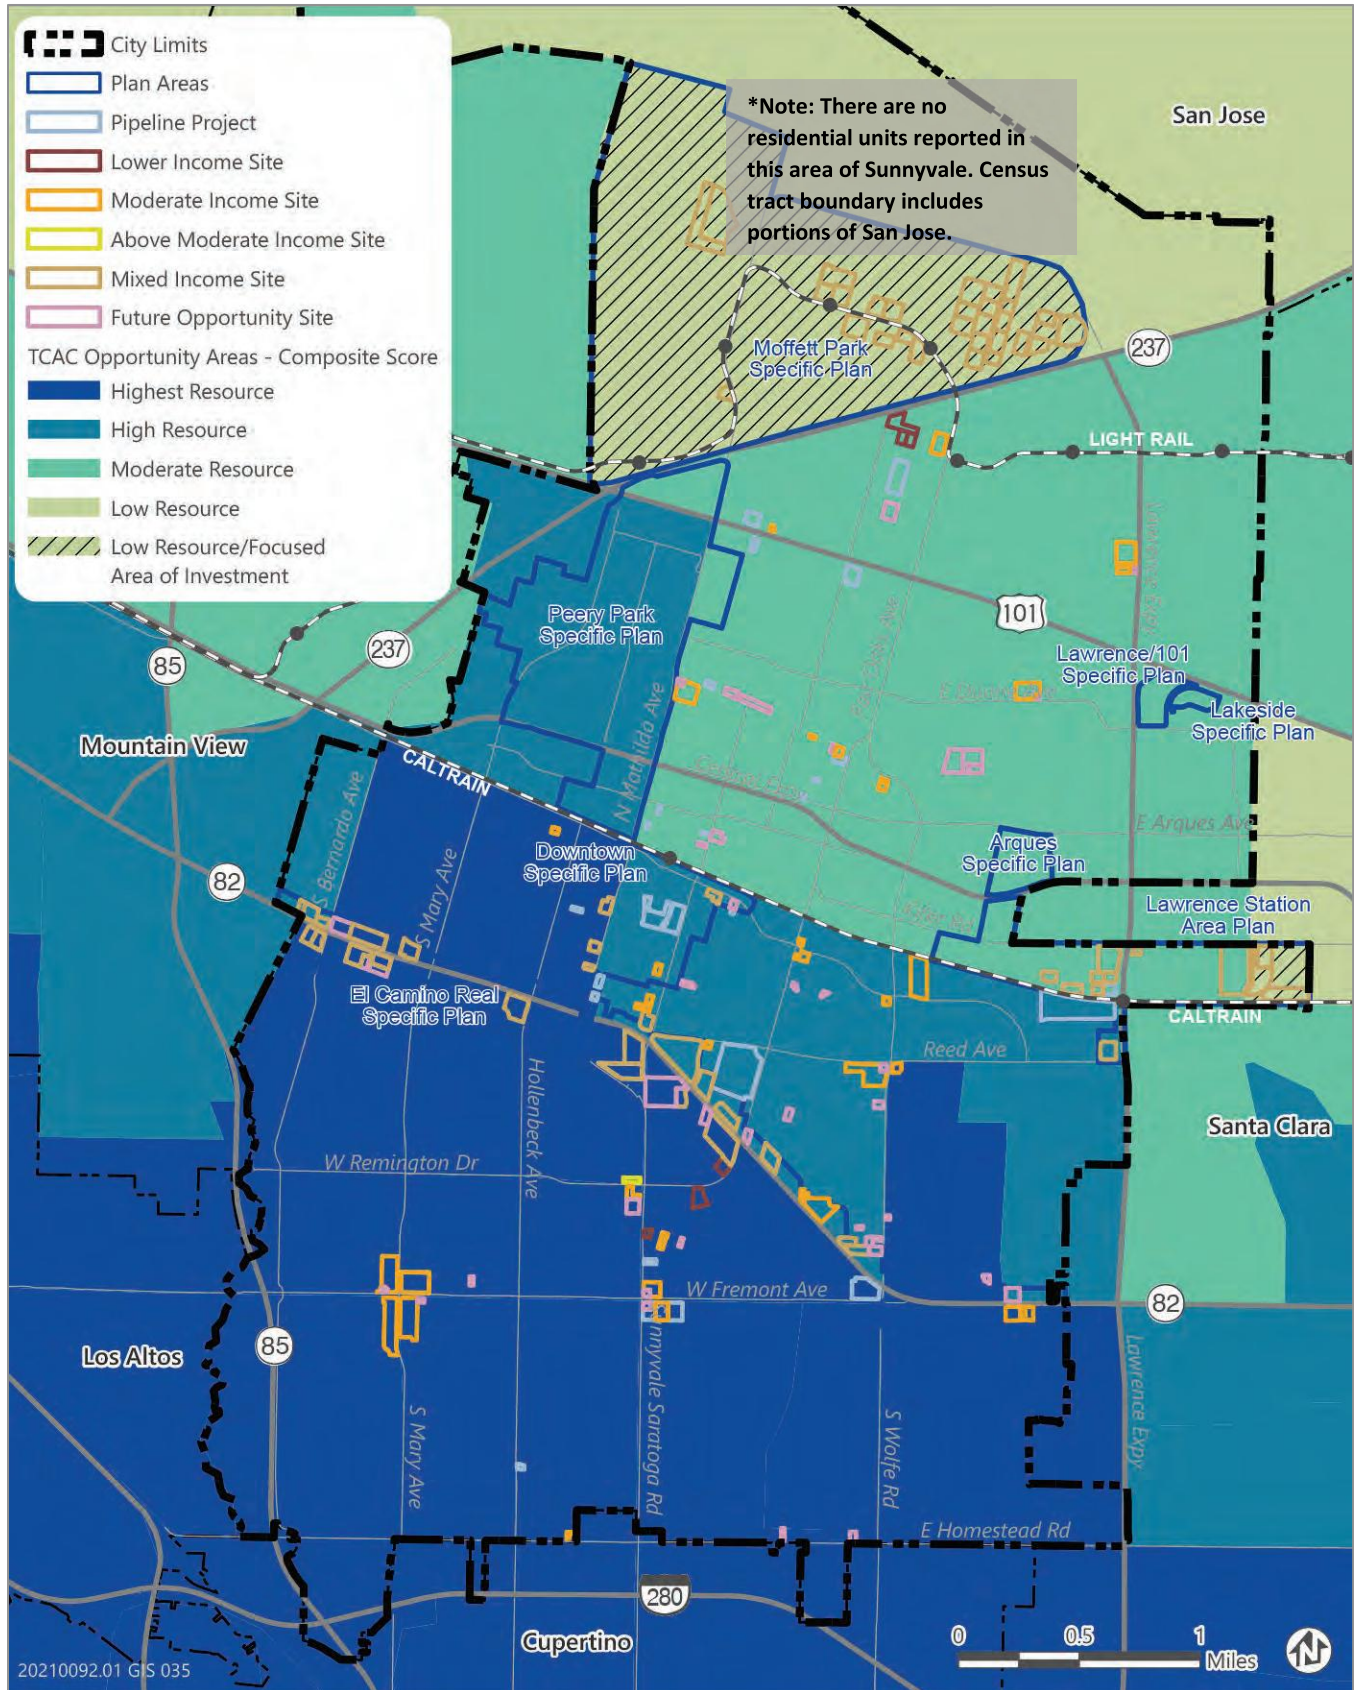 City Limits
Plan Areas
Pipeline Project
Lower Income Site
Moderate Income Site
Above Moderate Income Site
Mixed Income Site
Future Opportunity Site
TCAC Opportunity Areas - Composite Score
Highest Resource
High Resource
Moderate Resource
Low Resource
Low Resource/Focused
Area of Investment
*Note: There are no
residential units reported in
this area of Sunnyvale. Census
tract boundary includes
portions of San Jose.
San Jose
237
Moffett Park
Specific Plan
LIGHT RAIL
101
Peery Park
Specific Plan
237
85
Lawrence/101
Specific Plan
Lakeside
Specific Plan
Mountain View
CALTRAIN
N Mathilda Ave
Central Expy
E Arques Ave
S Bernardo Ave
S Mary Ave
82
Downtown
Specific Plan
Arques
Specific Plan
Lawrence Station
Area Plan
El Camino Real
Specific Plan
CALTRAIN
Reed Ave
Hollenbeck Ave
Santa Clara
W Remington Dr
W Fremont Ave
82
Los Altos
85
S Mary Ave
nnyvale Saratoga Rd
S Wolfe Rd
Lawrence Expy
E Homestead Rd
280
Cupertino
0 0.5 1
Miles
N
20210092.01 GIS 035